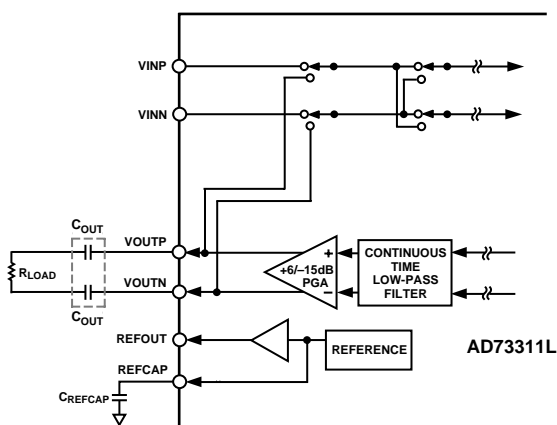 VINP
VINN
COUT
VOUTP
RLOAD
VOUTN
COUT
+
+6/–15dB
PGA
–
CONTINUOUS
TIME
LOW-PASS
FILTER
REFOUT
REFERENCE
AD73311L
REFCAP
CREFCAP